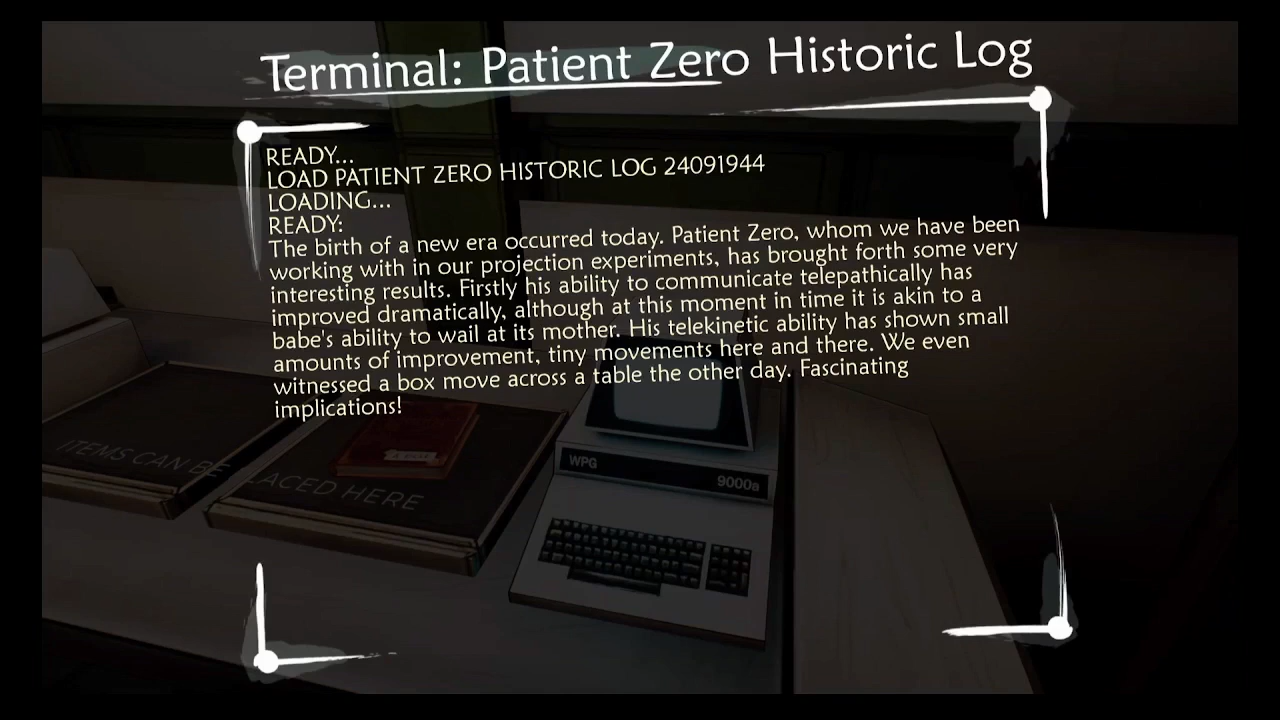 Terminal: Patient Zero Historic Log
READY...
LOAD PATIENT ZERO HISTORIC LOG 24091944
LOADING...
READY:
The birth of a new era occurred today. Patient Zero, whom we have been
working with in our projection experiments, has brought forth some very
interesting results. Firstly his ability to communicate telepathically has
improved dramatically, although at this moment in time it is akin to a
babe's ability to wail at its mother. His telekinetic ability has shown small
amounts of improvement, tiny movements here and there. We even
witnessed a box move across a table the other day. Fascinating
implications!
ITEMS CAN BE
LACED HERE
WPG
9000a